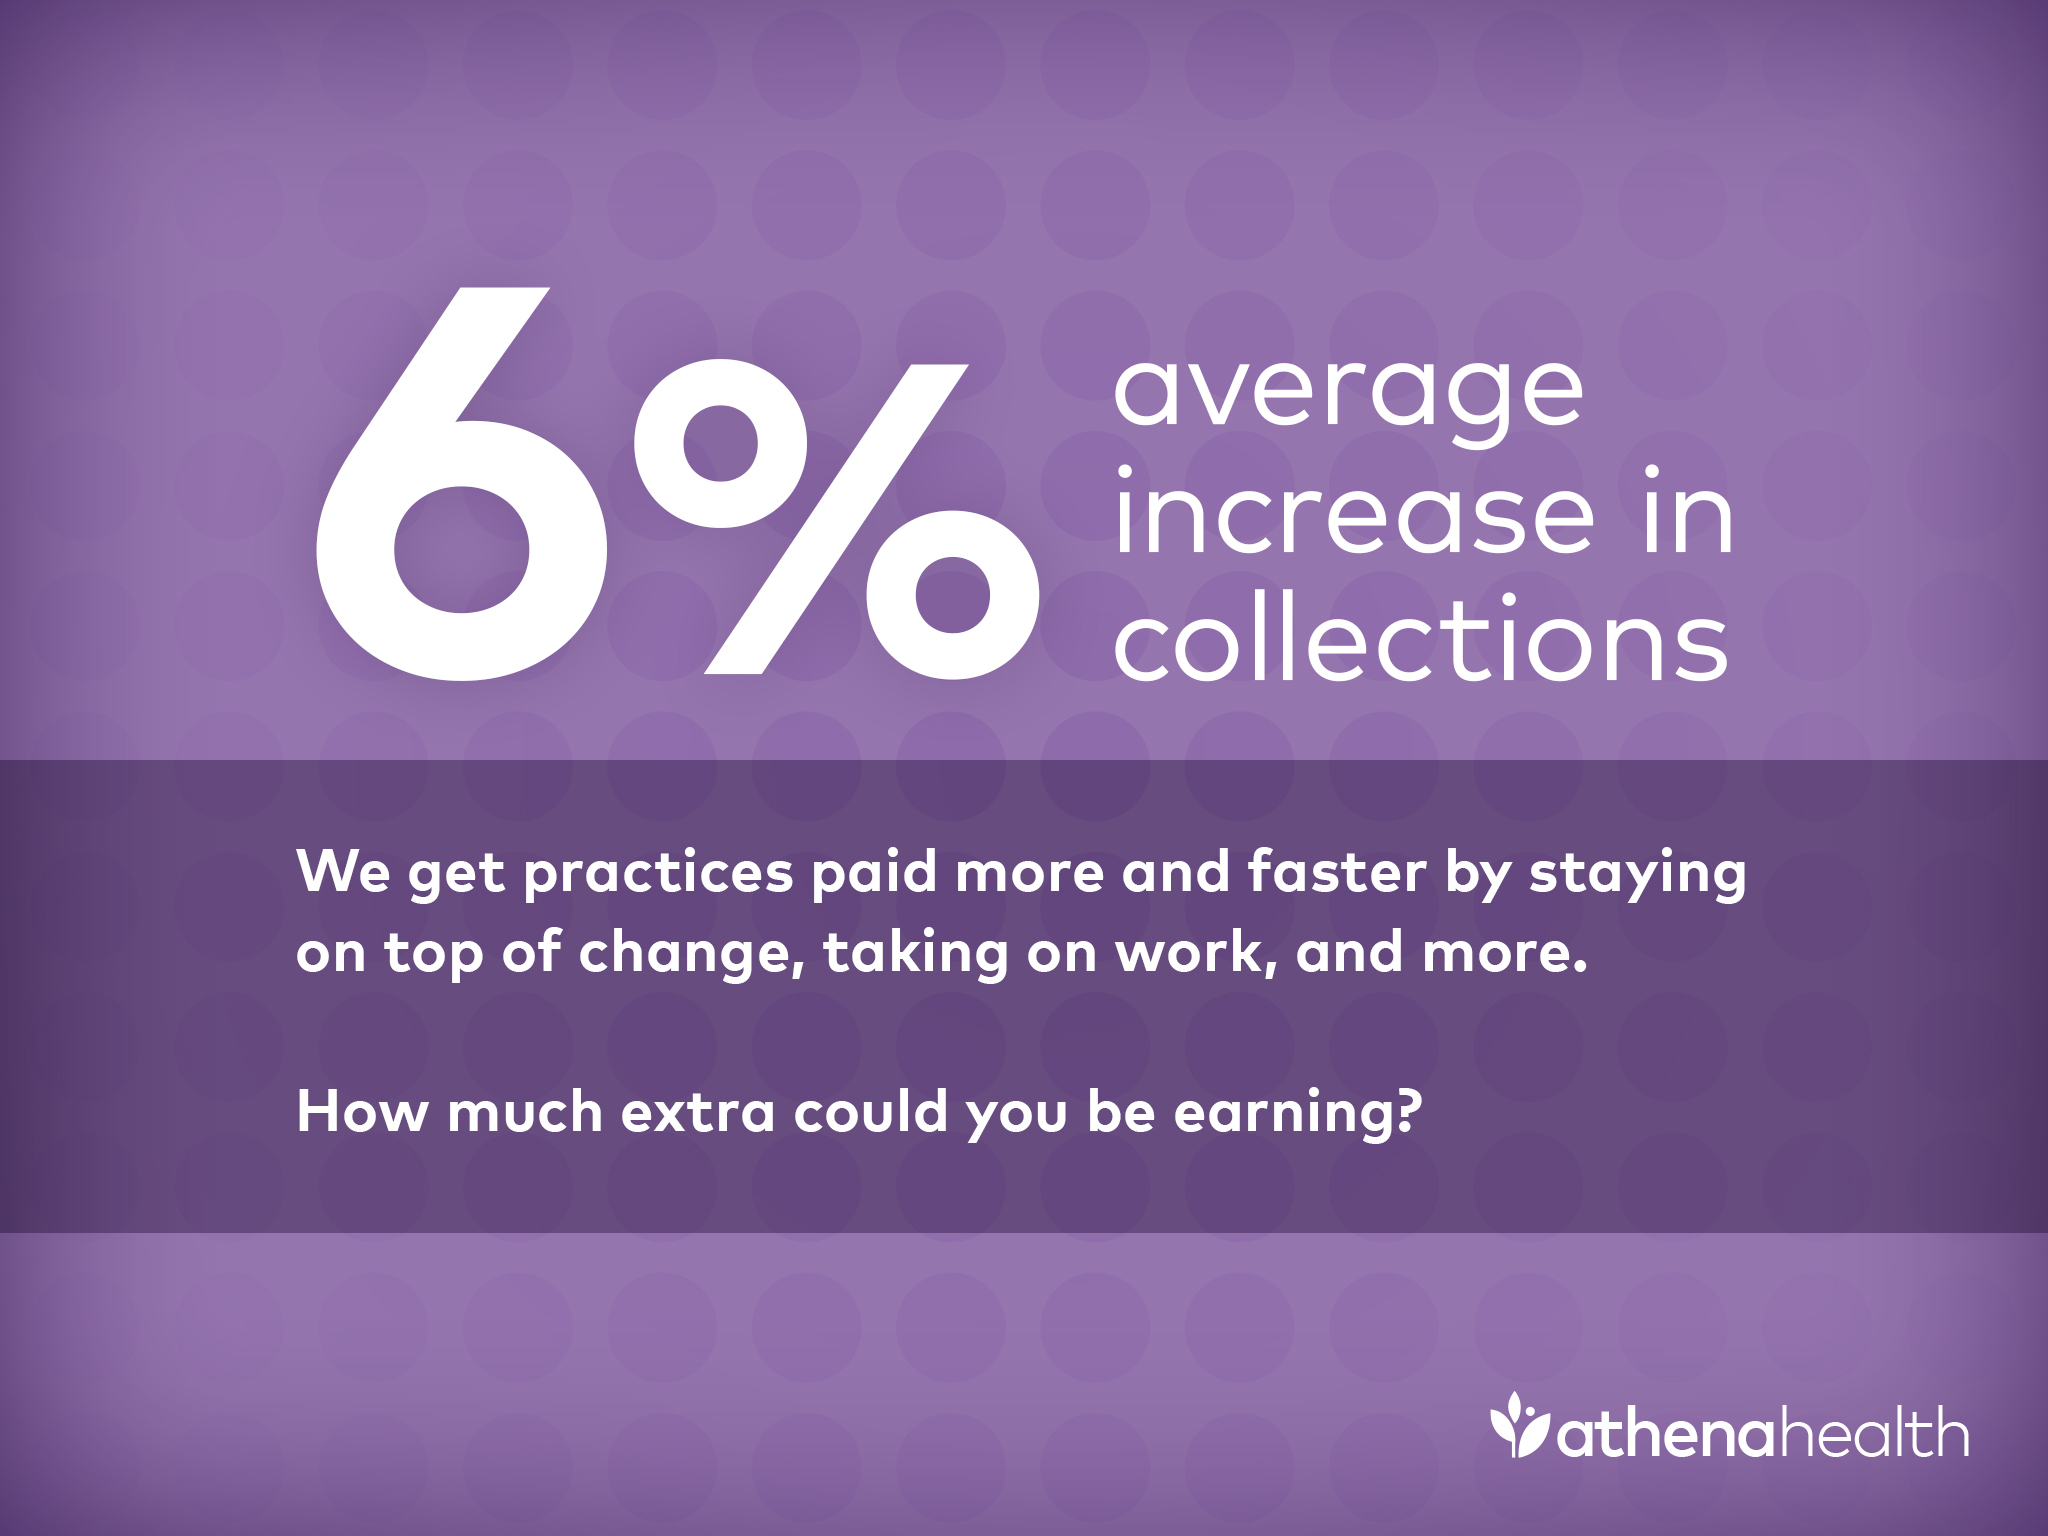 6% average
increase in
collections
We get practices paid more and faster by staying
on top of change, taking on work, and more.
How much extra could you be earning?
athenahealth